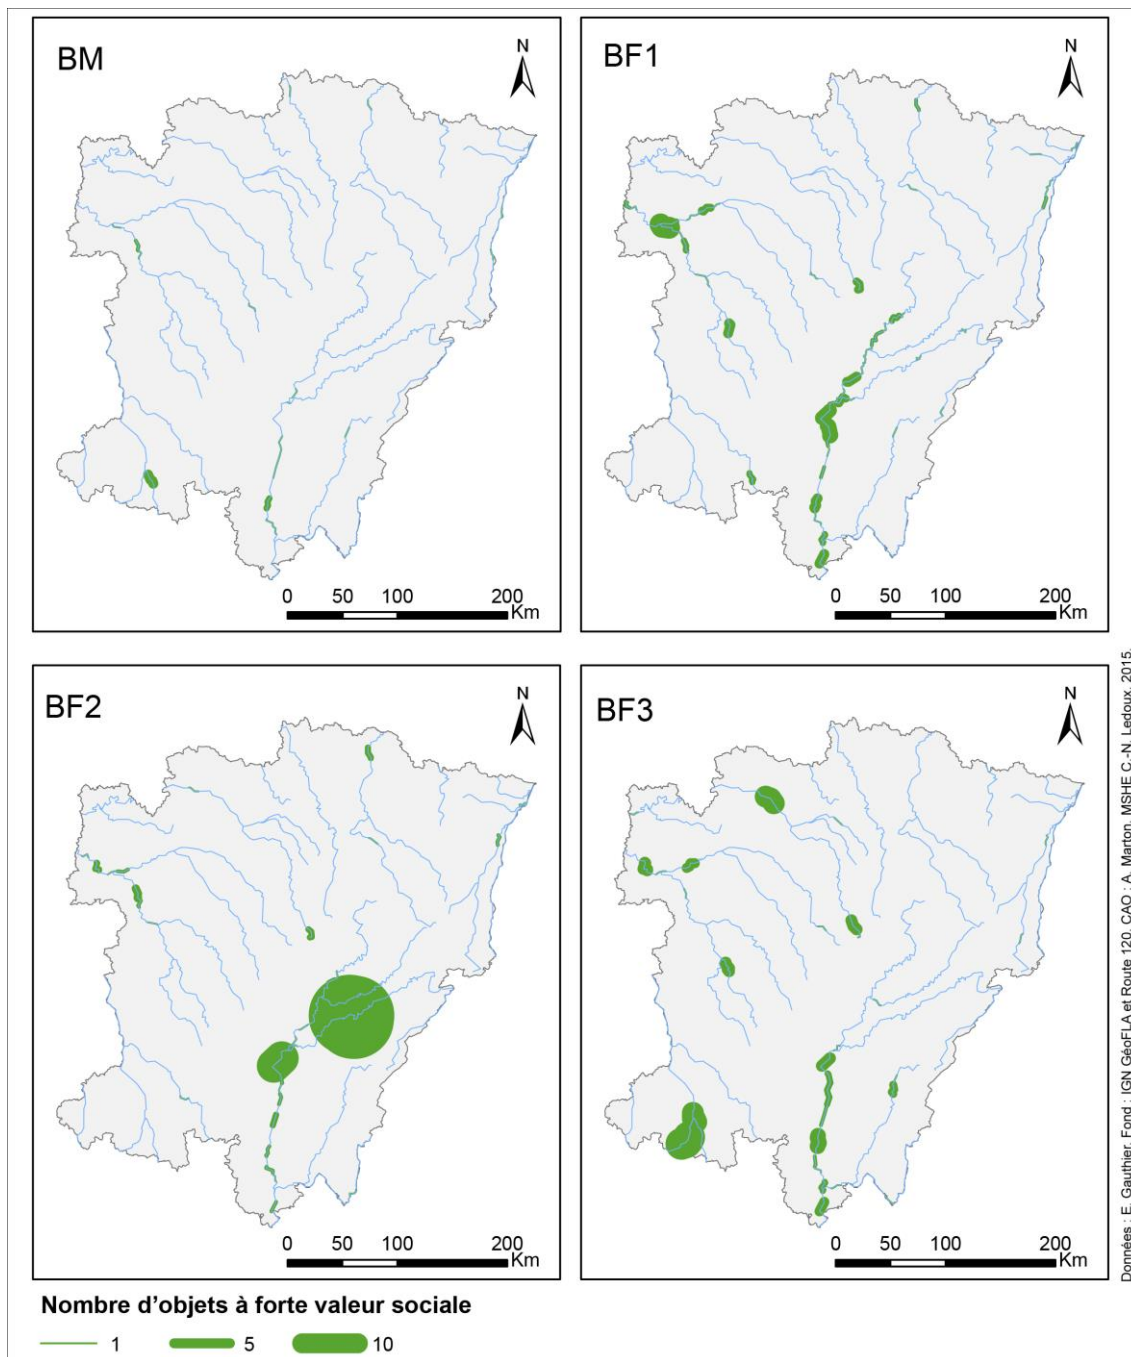 BM
N
0 50 100 200
Km
BF1
N
0 50 100 200
Km
BF2
N
0 50 100 200
Km
BF3
N
0 50 100 200
Km
Données : E. Gauthier. Fond : IGN GéoFLA et Route 120. CAO : A. Marton. MSHE C.-N. Ledoux. 2015.
Nombre d'objets à forte valeur sociale
1 5 10